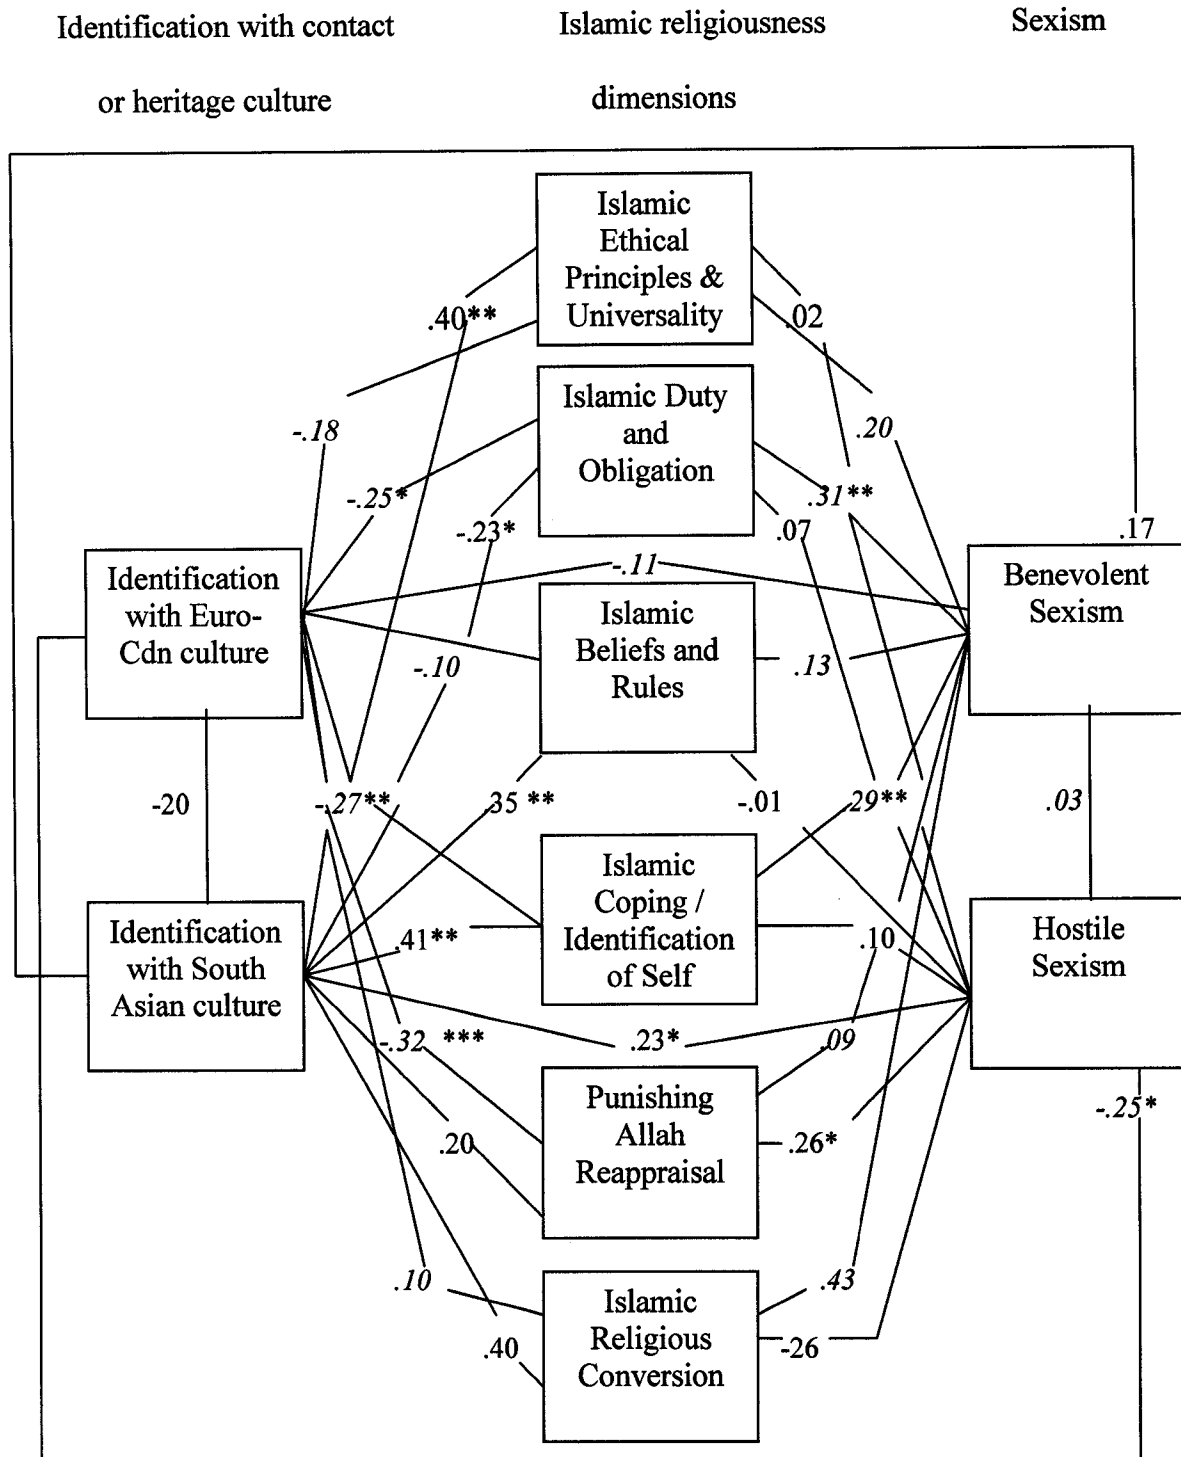 Identification with contact
or heritage culture
Islamic religiousness
dimensions
Sexism
Islamic
Ethical
Principles &
Universality
.40**
.02
-.18
.20
Islamic Duty
and
Obligation
-.25*
.31**
-.23*
.07
.17
Identification
with Euro-
Cdn culture
-.11
Benevolent
Sexism
Islamic
Beliefs and
Rules
-.10
.13
-20
-.27**
.35 **
-.01
.29**
.03
Identification
with South
Asian culture
Islamic
Coping /
Identification
of Self
.41**
.10
Hostile
Sexism
-.32 ***
.23*
.09
-.25*
Punishing
Allah
Reappraisal
.20
.26*
.10
.43
Islamic
Religious
Conversion
.40
-26